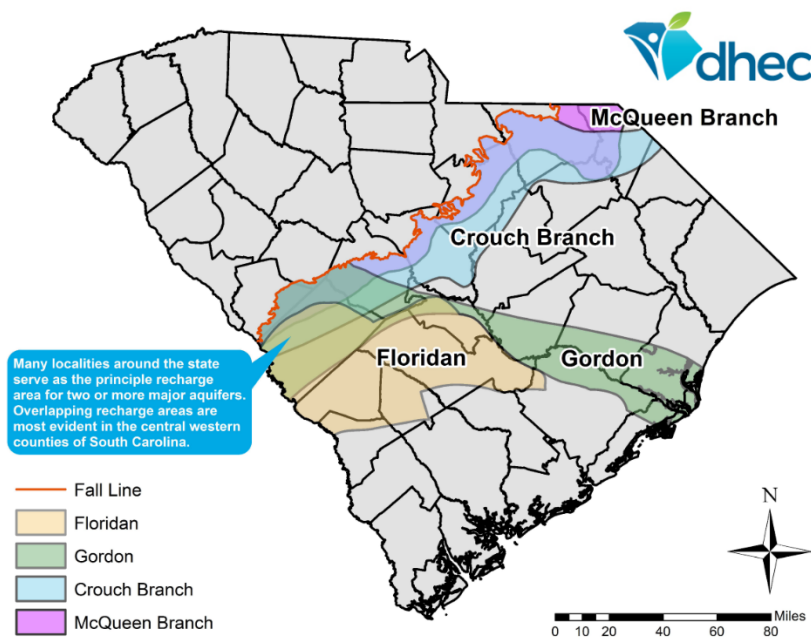 dhec
McQueen Branch
Crouch Branch
Floridan
Gordon
Many localities around the state
serve as the principle recharge
area for two or more major aquifers.
Overlapping recharge areas are
most evident in the central western
counties of South Carolina.
Fall Line
Floridan
Gordon
Crouch Branch
McQueen Branch
N
Miles
0 10 20 40 60 80